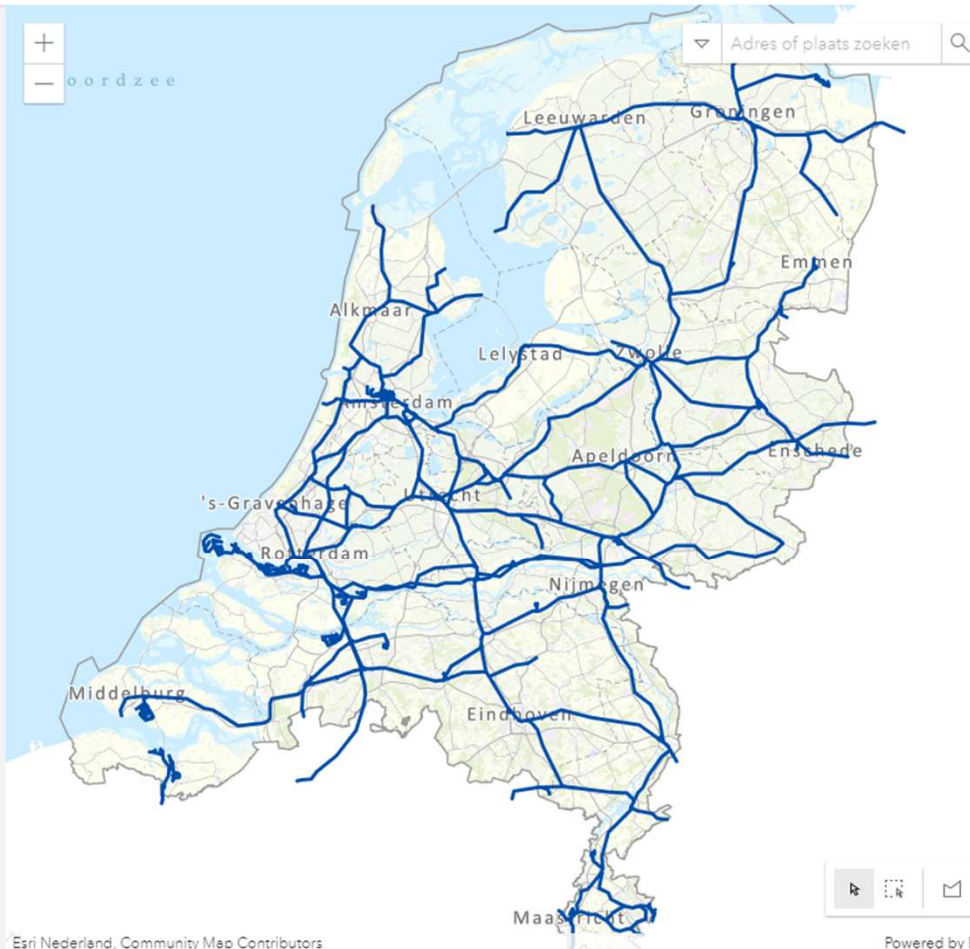 +
Adres of plaats zoeken
−
oordzee
Leeuwarden
Groningen
Emmen
Alkmaar
Lelystad
Zwolle
Amsterdam
Apeldoorn
Enschede
Utrecht
's-Gravenhage
Rotterdam
Nijmegen
Middelburg
Eindhoven
Maastricht
Esri Nederland, Community Map Contributors
Powered by